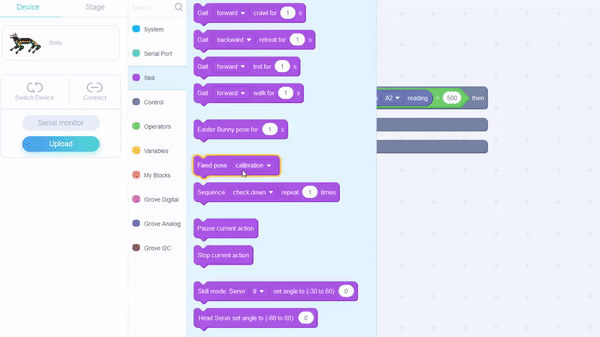 Device Stage
Bittle
Switch Device Connect
Serial monitor
Upload
Search
System
Serial Port
Skill
Control
Operators
Variables
My Blocks
Grove Digital
Grove Analog
Grove I2C
Gait forward crawl for 1 s
Gait backward retreat for 1 s
Gait forward trot for 1 s
Gait forward walk for 1 s
Easter Bunny pose for 1 s
Fixed pose calibration
Sequence check down repeat 1 times
Pause current action
Stop current action
Skill mode: Servo 8 set angle to (-30 to 60) 0
Head Servo set angle to (-60 to 60) 0
A2 reading > 500 then